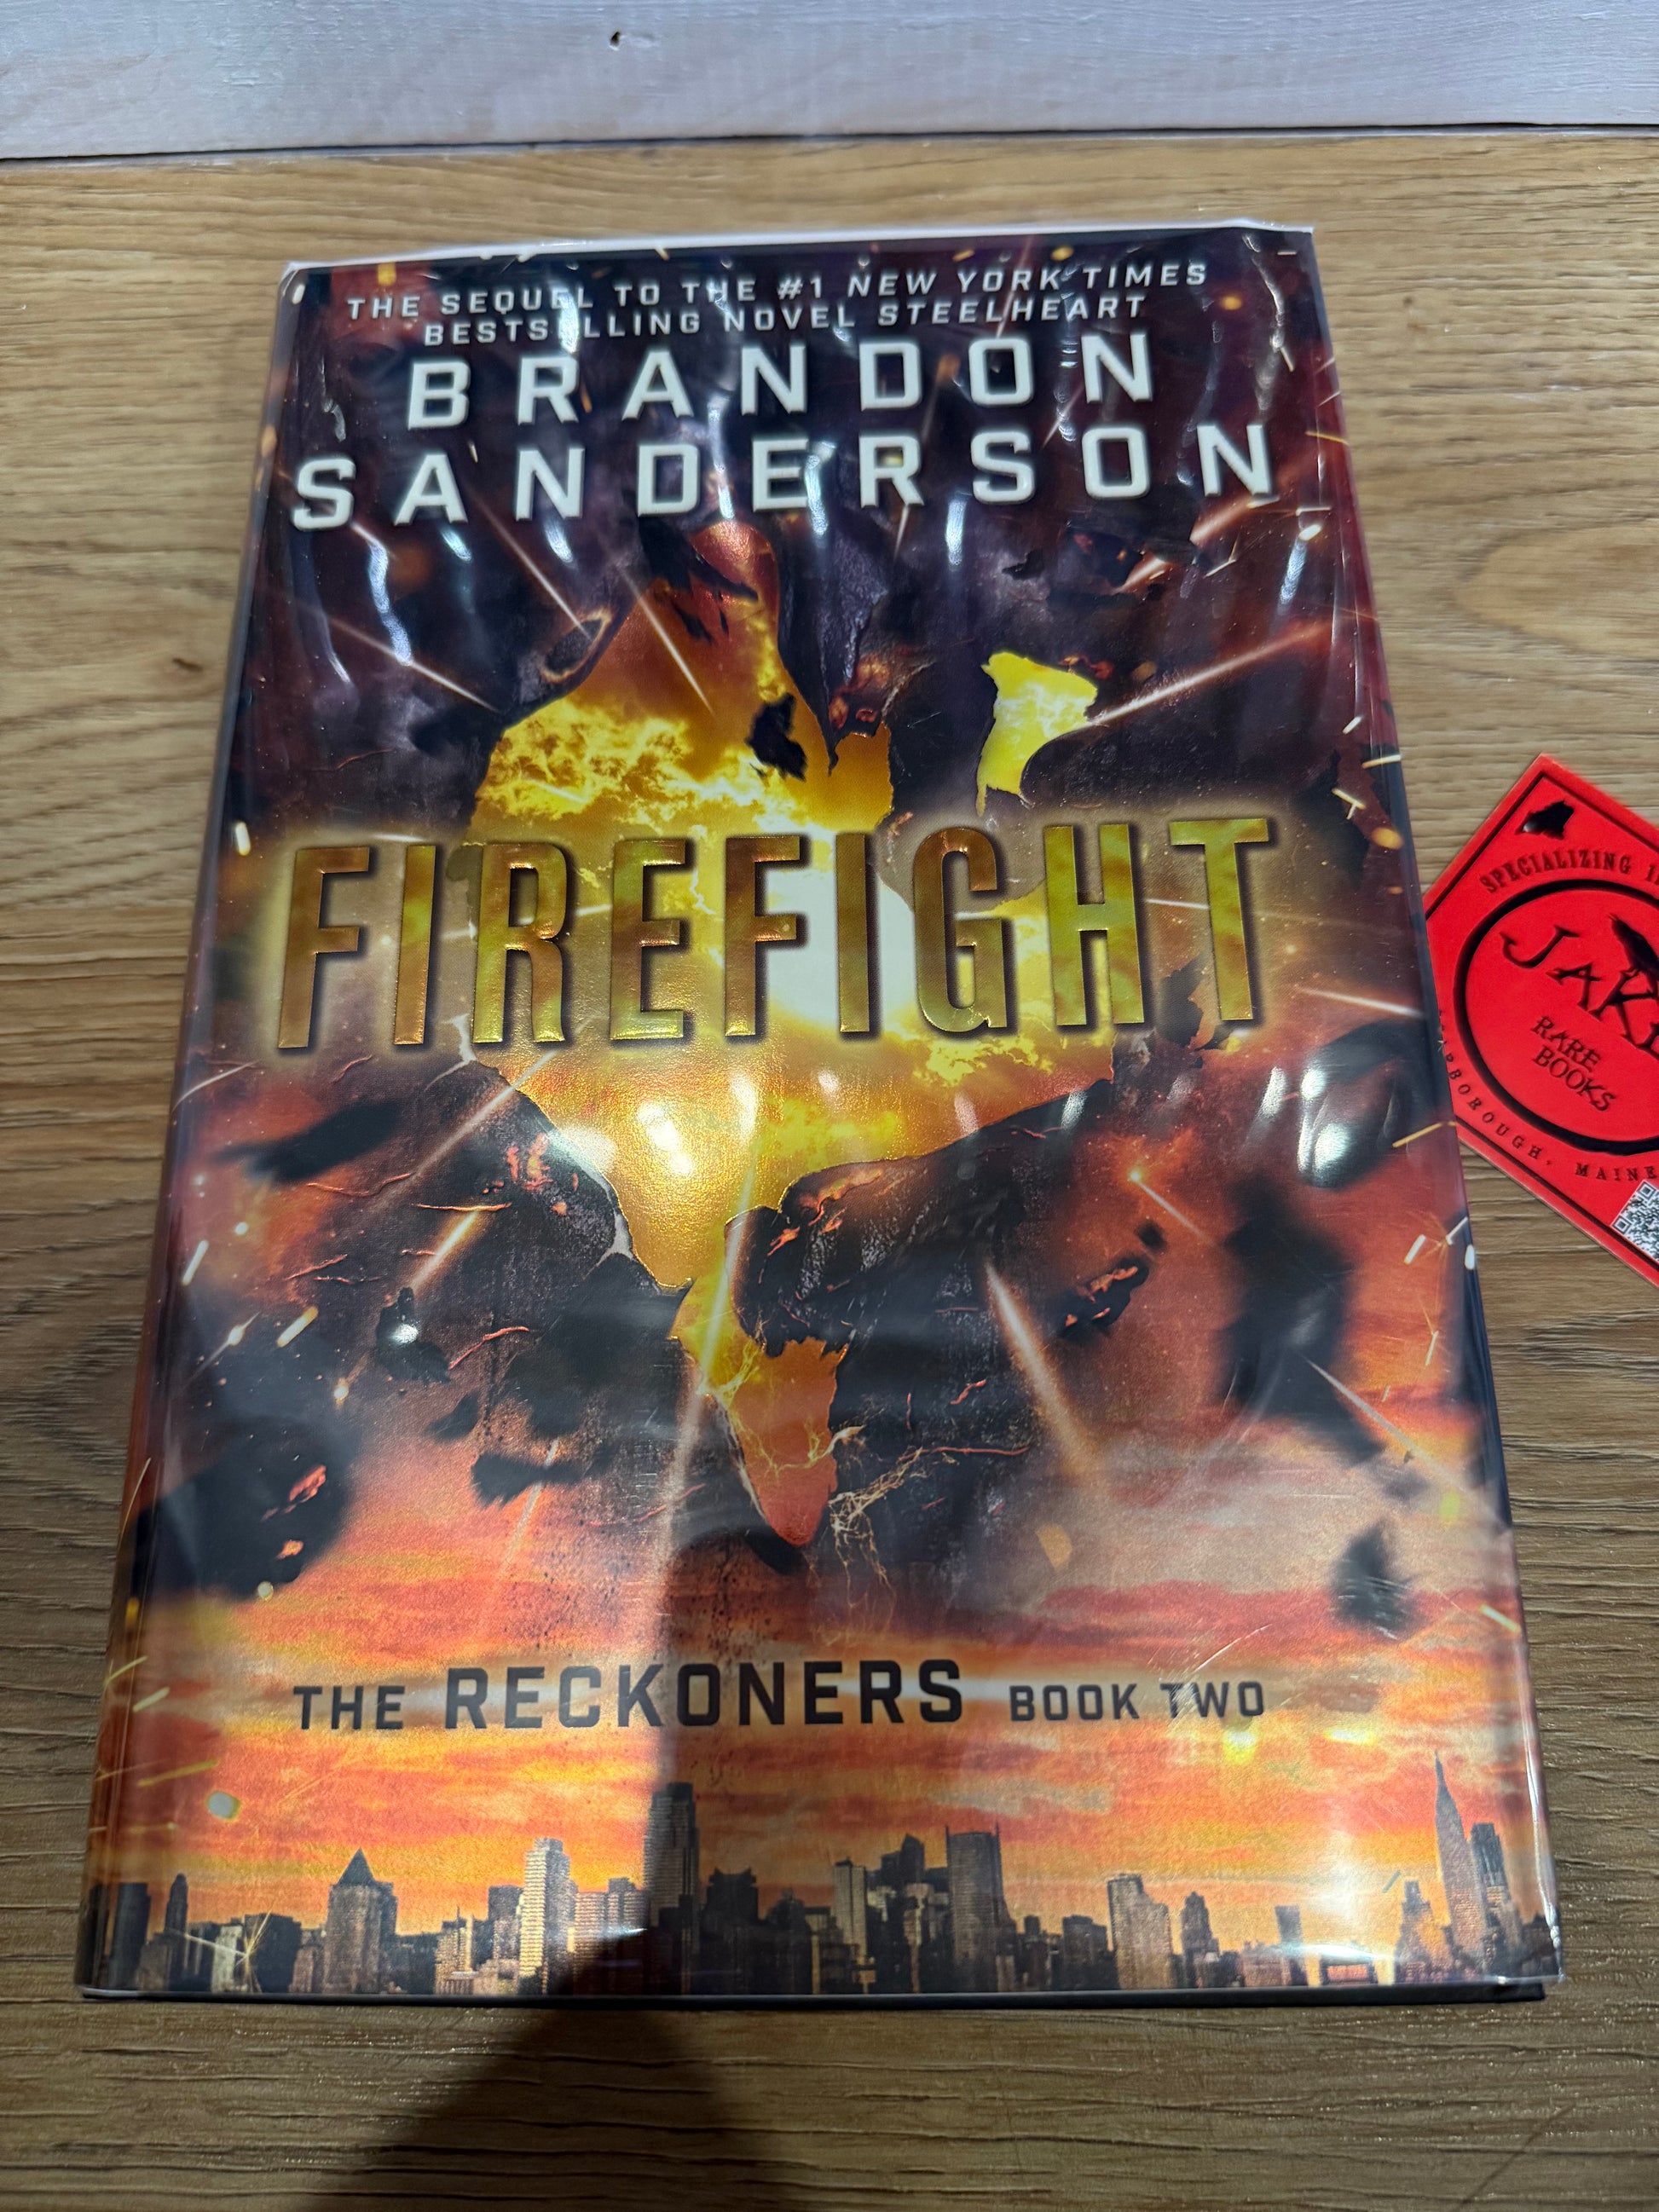 THE SEQUEL TO THE #1 NEW YORK TIMES
BESTSELLING NOVEL STEELHEART
BRANDON
SANDERSON
FIREFIGHT
THE RECKONERS BOOK TWO
SPECIALIZING
JAKE
RARE
BOOKS
MAINE